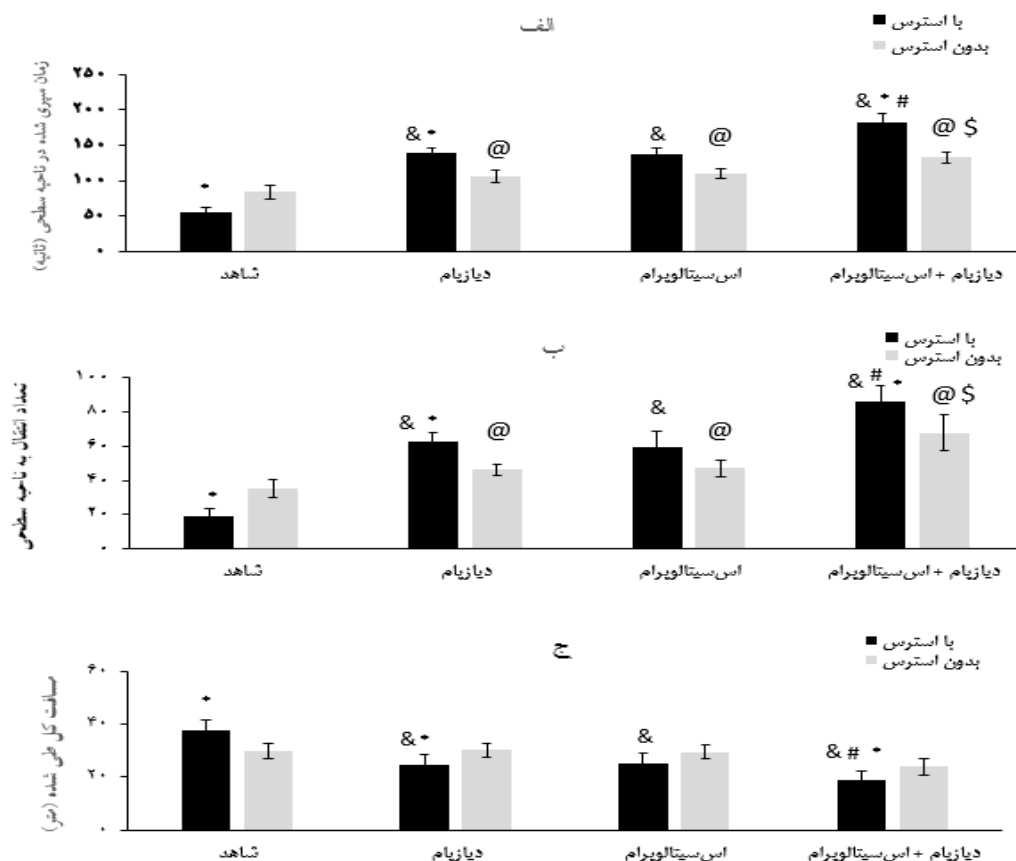 الف
با استرس
بدون استرس
زمان سپری شده در ناحیه سطحی (ثانیه)
۲۵۰
۲۰۰
۱۵۰
۱۰۰
۵۰
۰
*
& *
@
&
@
& * #
@ $
شاهد
دیازپام
اس‌سیتالوپرام
دیازپام + اس‌سیتالوپرام
ب
با استرس
بدون استرس
تعداد انتقال به ناحیه سطحی
۱۰۰
۸۰
۶۰
۴۰
۲۰
۰
*
& *
@
&
@
& # *
@ $
شاهد
دیازپام
اس‌سیتالوپرام
دیازپام + اس‌سیتالوپرام
ج
با استرس
بدون استرس
مسافت کل طی شده (متر)
۶۰
۴۰
۲۰
۰
*
& *
&
& # *
شاهد
دیازپام
اس‌سیتالوپرام
دیازپام + اس‌سیتالوپرام